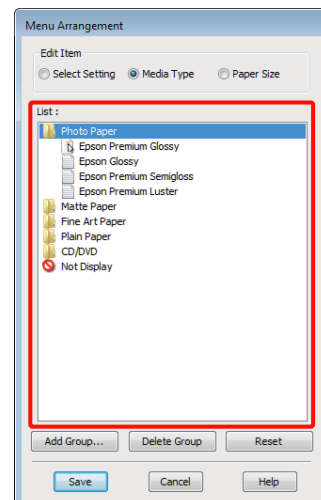 Menu Arrangement
Edit Item
Select Setting Media Type Paper Size
List :
Photo Paper
Epson Premium Glossy
Epson Glossy
Epson Premium Semigloss
Epson Premium Luster
Matte Paper
Fine Art Paper
Plain Paper
CD/DVD
Not Display
Add Group... Delete Group Reset
Save Cancel Help